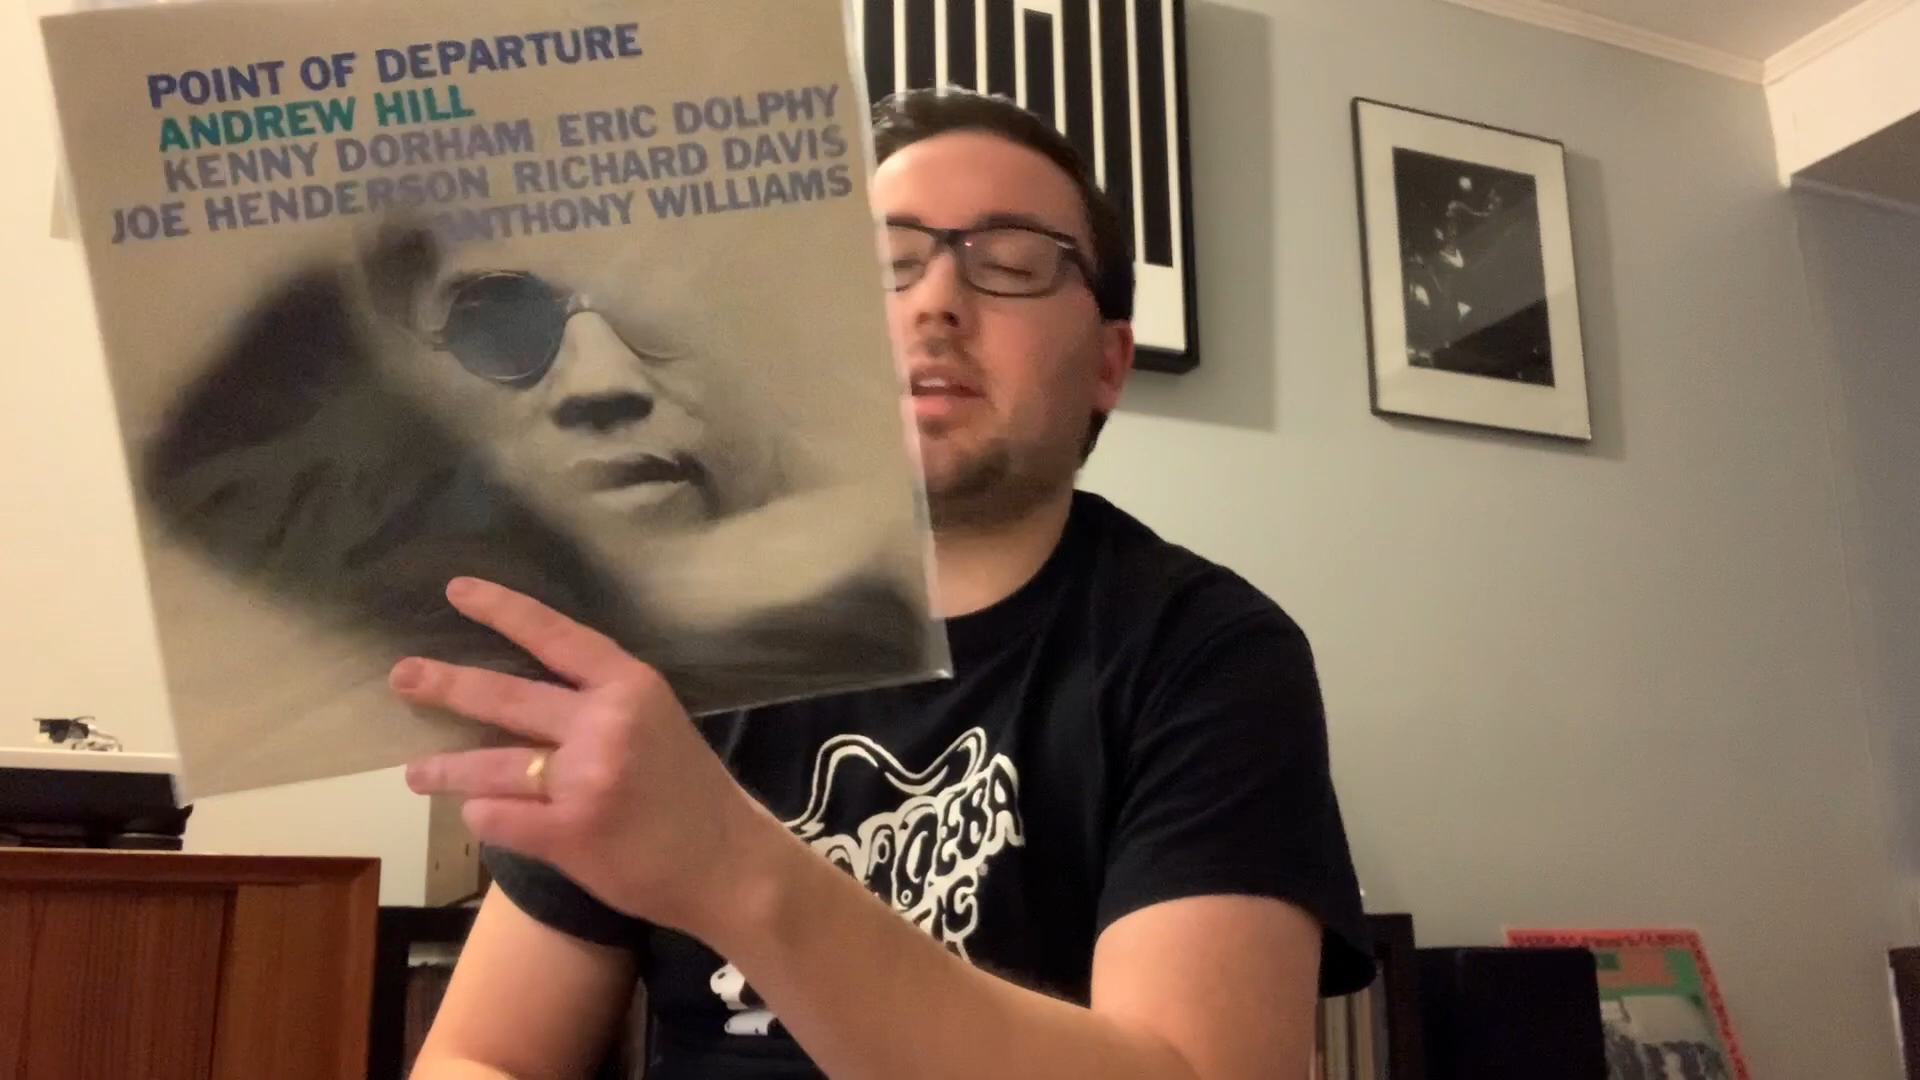 POINT OF DEPARTURE
ANDREW HILL
KENNY DORHAM ERIC DOLPHY
JOE HENDERSON RICHARD DAVIS
ANTHONY WILLIAMS